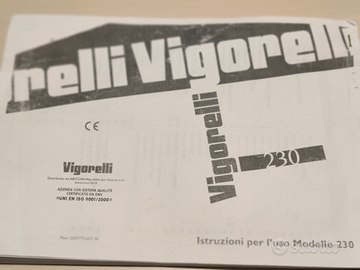 relli Vigorelli
Vigorelli
230
CE
Vigorelli
AZIENDA CON SISTEMA QUALITÀ
CERTIFICATO DA DNV
=UNI EN ISO 9001/2000=
Istruzioni per l'uso Modello 230